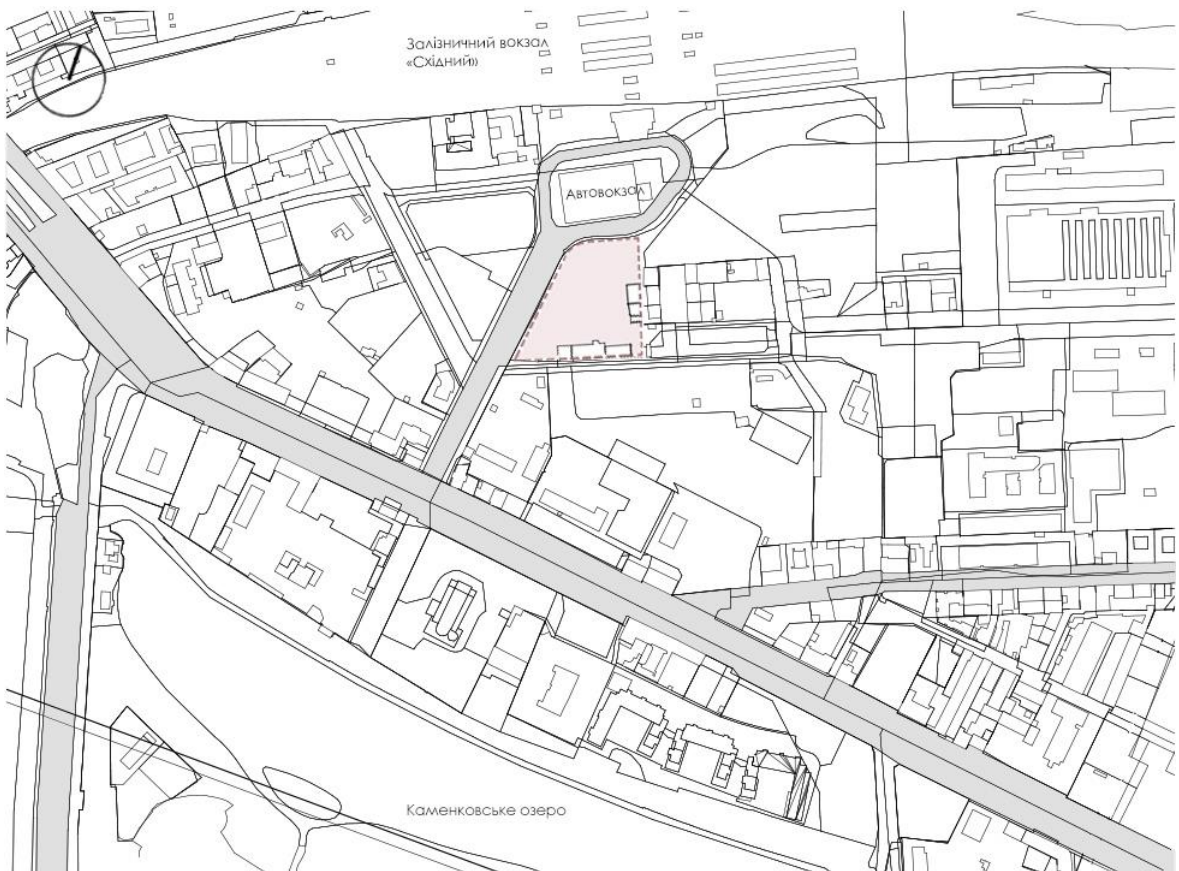 Залізничний вокзал
«Східний»
Автовокзал
Каменковське озеро